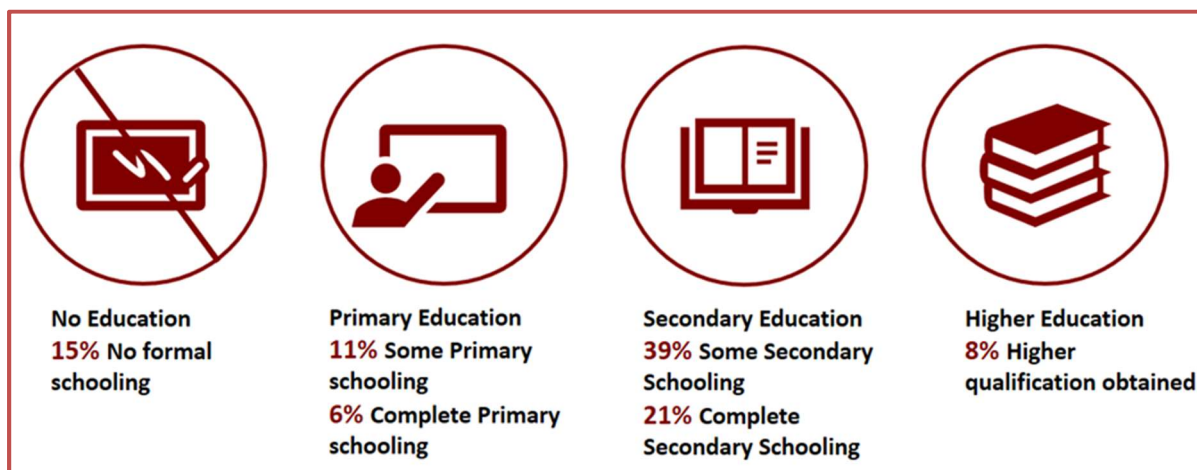 No Education
15% No formal
schooling
Primary Education
11% Some Primary
schooling
6% Complete Primary
schooling
Secondary Education
39% Some Secondary
Schooling
21% Complete
Secondary Schooling
Higher Education
8% Higher
qualification obtained